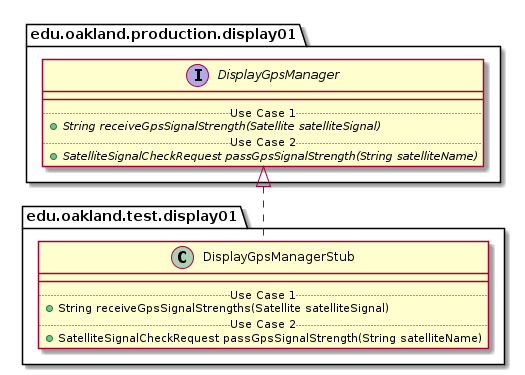 edu.oakland.production.display01
I DisplayGpsManager
Use Case 1
String receiveGpsSignalStrength(Satellite satelliteSignal)
Use Case 2
SatelliteSignalCheckRequest passGpsSignalStrength(String satelliteName)
edu.oakland.test.display01
C DisplayGpsManagerStub
Use Case 1
String receiveGpsSignalStrengths(Satellite satelliteSignal)
Use Case 2
SatelliteSignalCheckRequest passGpsSignalStrength(String satelliteName)